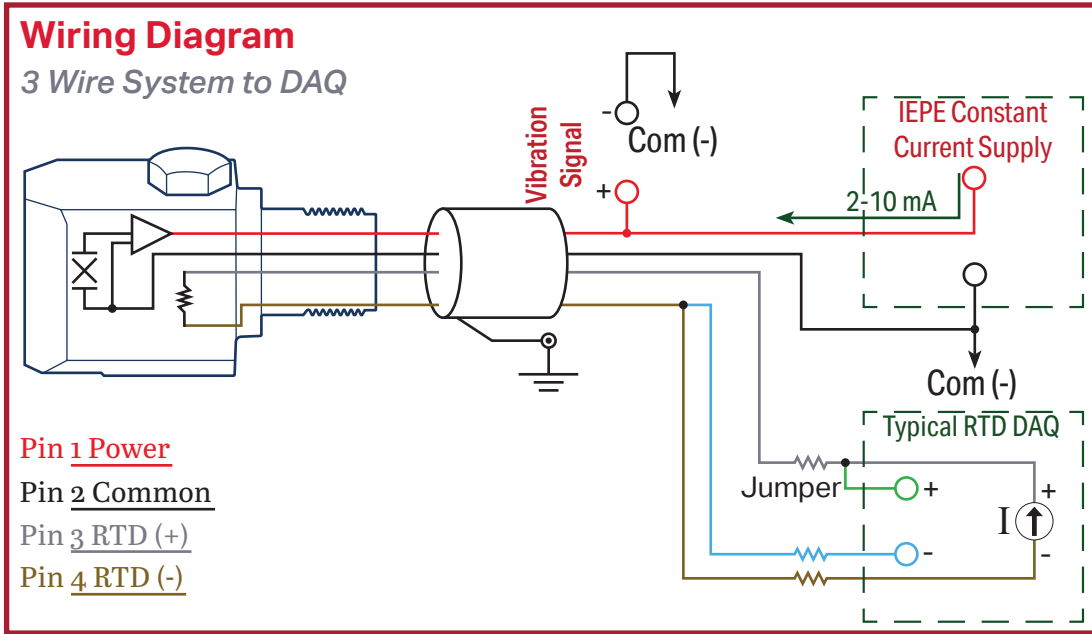 Wiring Diagram
3 Wire System to DAQ
Vibration
Signal
-
Com (-)
+
IEPE Constant
Current Supply
2-10 mA
Com (-)
Typical RTD DAQ
Jumper
+
-
I
+
-
Pin 1 Power
Pin 2 Common
Pin 3 RTD (+)
Pin 4 RTD (-)